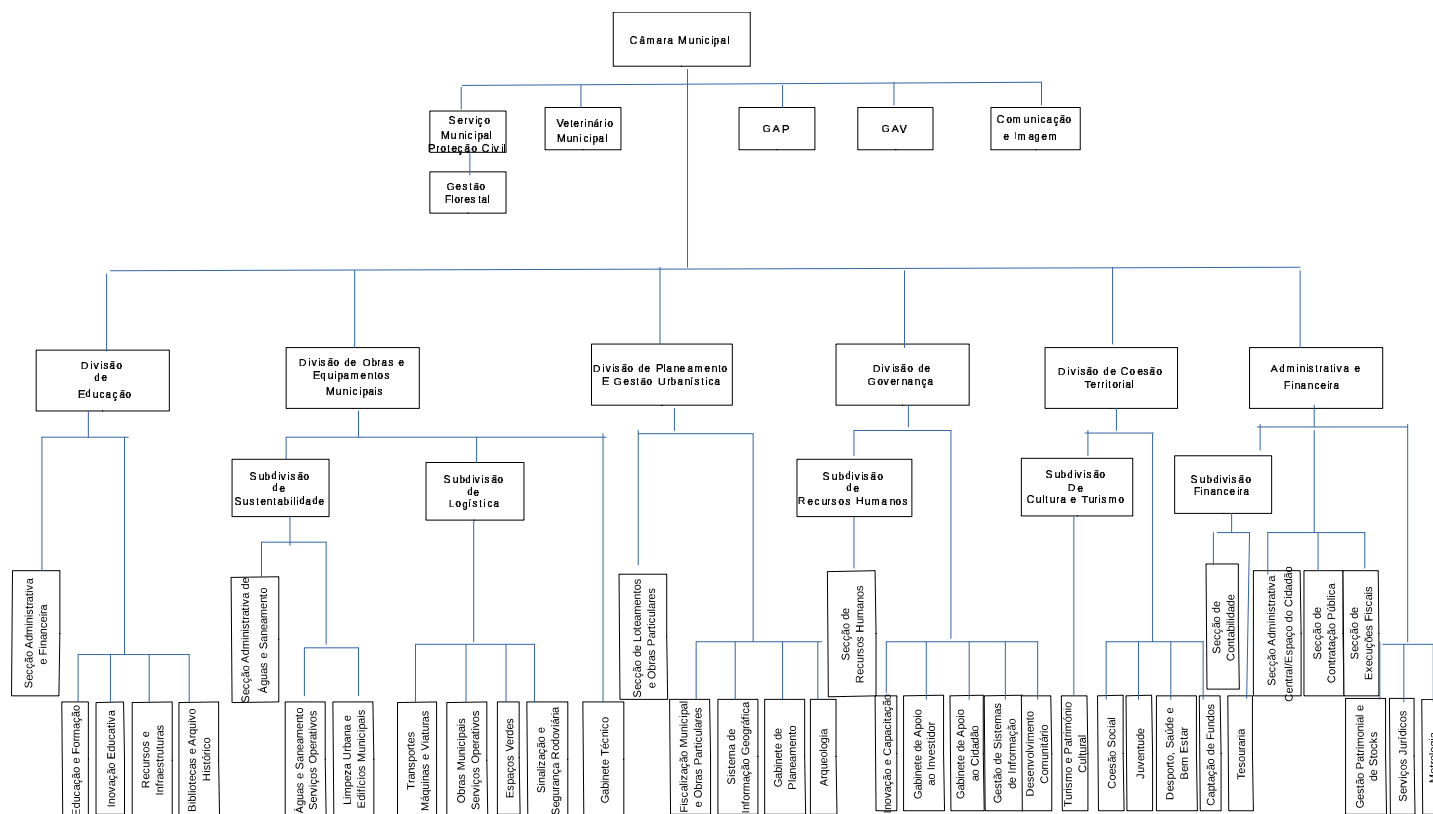 Câmara Municipal
Serviço
Municipal
Proteção Civil
Veterinário
Municipal
GAP
GAV
Comunicação
e Imagem
Gestão
Florestal
Divisão
de
Educação
Divisão de Obras e
Equipamentos
Municipais
Divisão de Planeamento
E Gestão Urbanística
Divisão de
Governança
Divisão de Coesão
Territorial
Administrativa e
Financeira
Subdivisão
de
Sustentabilidade
Subdivisão
de
Logística
Subdivisão
de
Recursos Humanos
Subdivisão
De
Cultura e Turismo
Subdivisão
Financeira
Secção Administrativa
e Financeira
Secção Administrativa de
Águas e Saneamento
Secção de Loteamentos
e Obras Particulares
Secção de
Recursos Humanos
Secção de
Contabilidade
Secção Administrativa
Central/Espaço do Cidadão
Secção de
Contratação Pública
Secção de
Execuções Fiscais
Educação e Formação
Inovação Educativa
Recursos e
Infraestruturas
Bibliotecas e Arquivo
Histórico
Águas e Saneamento
Serviços Operativos
Limpeza Urbana e
Edifícios Municipais
Transportes
Máquinas e Viaturas
Obras Municipais
Serviços Operativos
Espaços Verdes
Sinalização e
Segurança Rodoviária
Gabinete Técnico
Fiscalização Municipal
e Obras Particulares
Sistema de
Informação Geográfica
Gabinete de
Planeamento
Arqueologia
Inovação e Capacitação
Gabinete de Apoio
ao Investidor
Gabinete de Apoio
ao Cidadão
Gestão de Sistemas
de Informação
Desenvolvimento
Comunitário
Turismo e Património
Cultural
Coesão Social
Juventude
Desporto, Saúde e
Bem Estar
Captação de Fundos
Tesouraria
Gestão Patrimonial e
de Stocks
Serviços Jurídicos